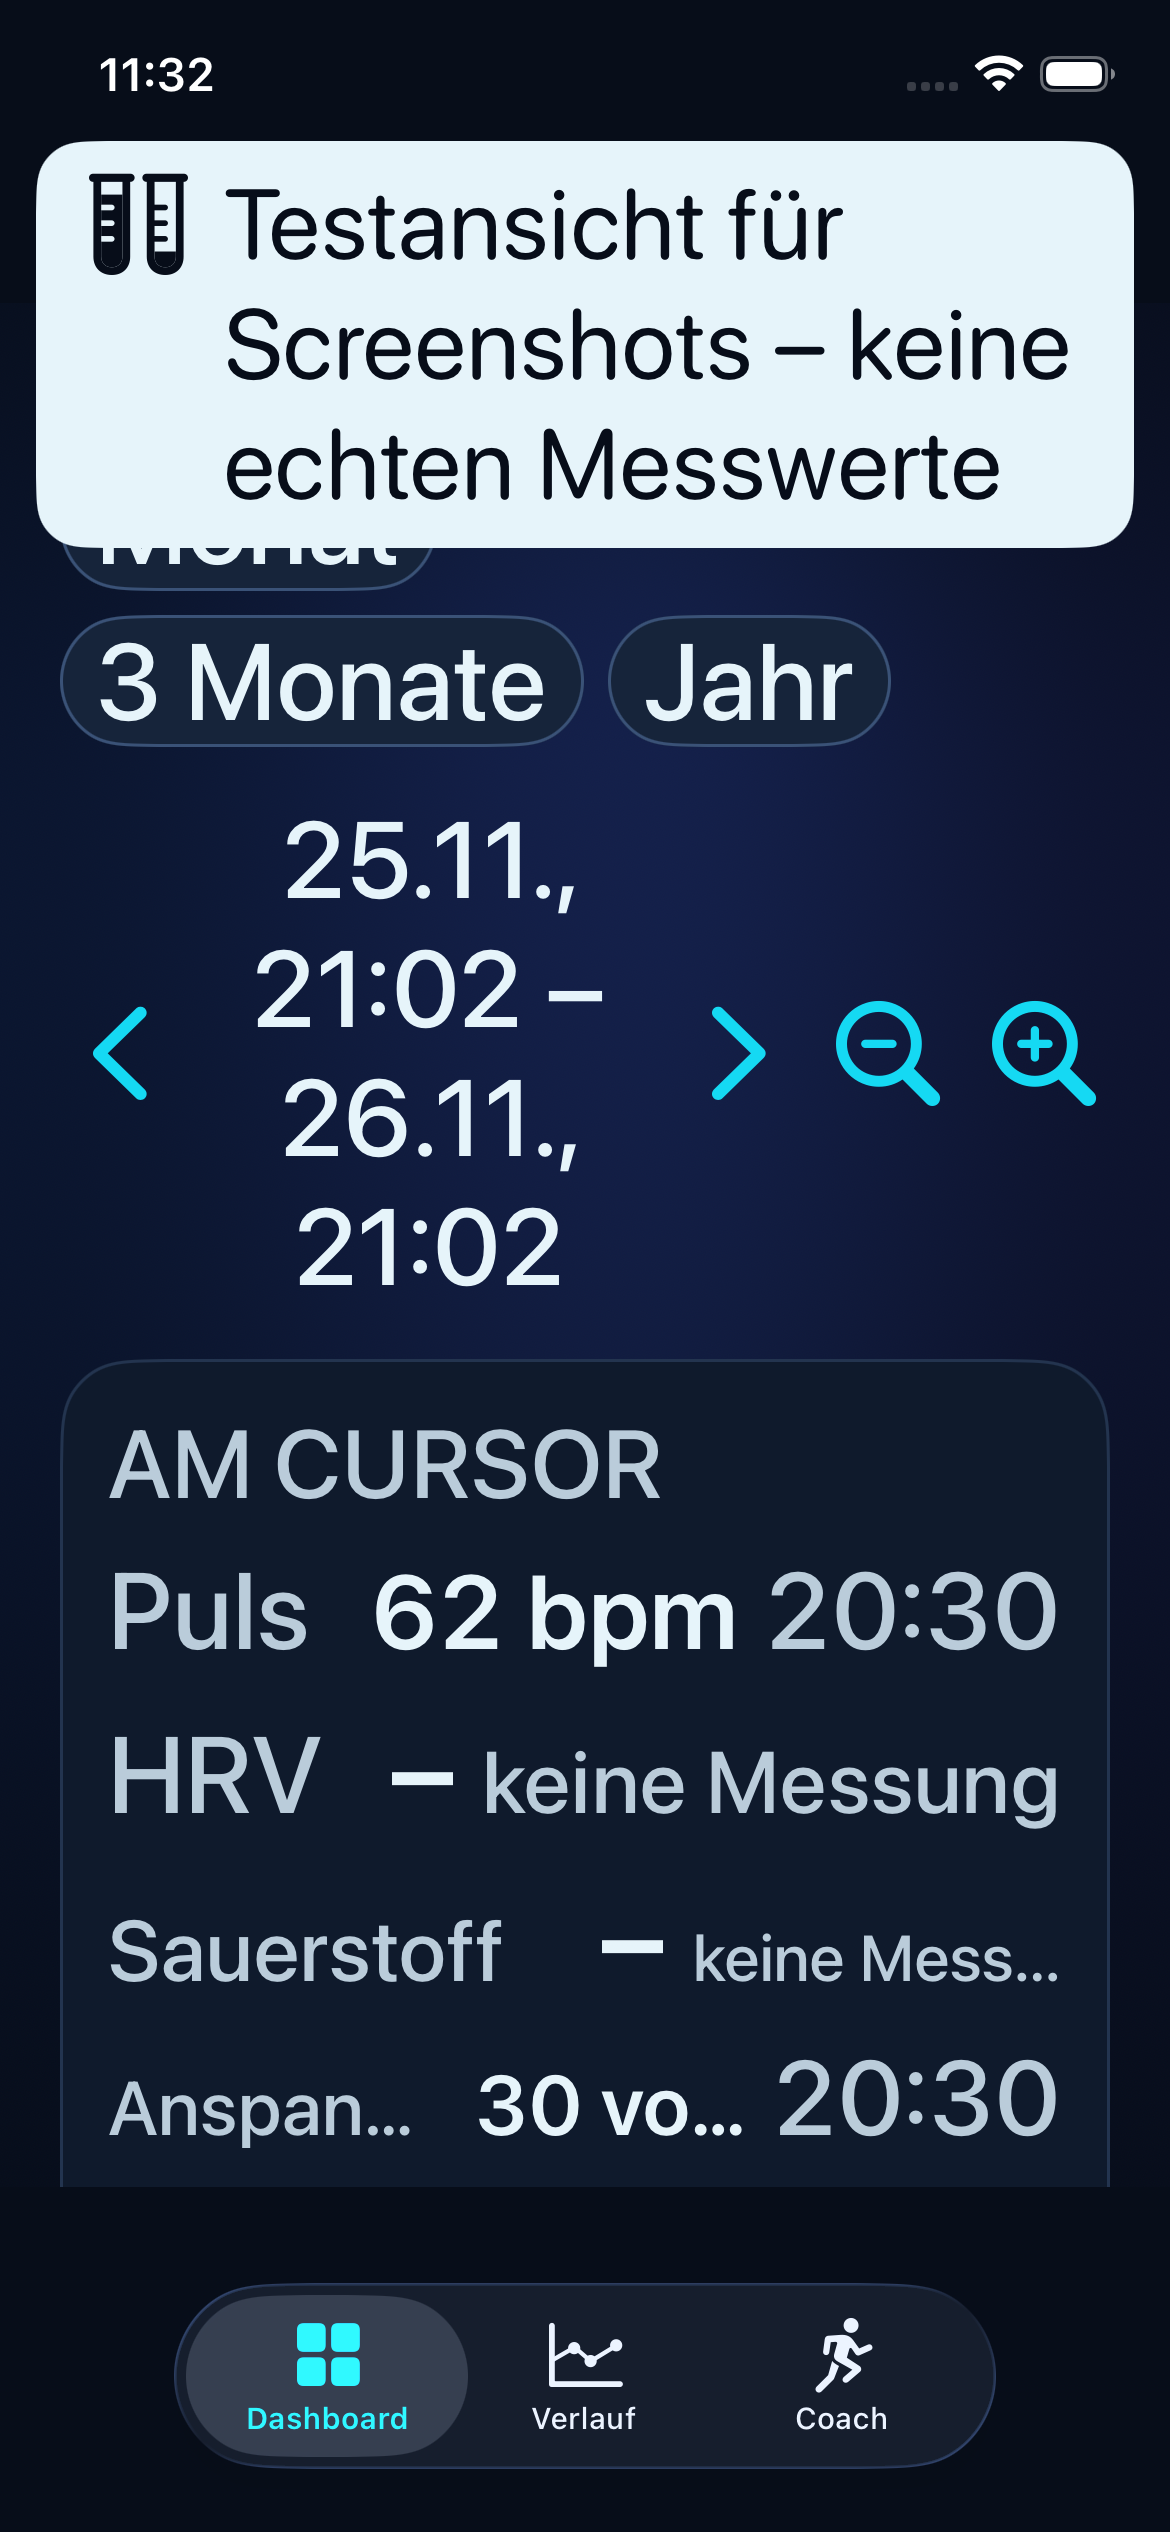 11:32
Testansicht für
Screenshots – keine
echten Messwerte
Monat
3 Monate
Jahr
25.11.,
21:02 –
26.11.,
21:02
AM CURSOR
Puls 62 bpm 20:30
HRV – keine Messung
Sauerstoff – keine Mess...
Anspan... 30 vo... 20:30
Dashboard
Verlauf
Coach